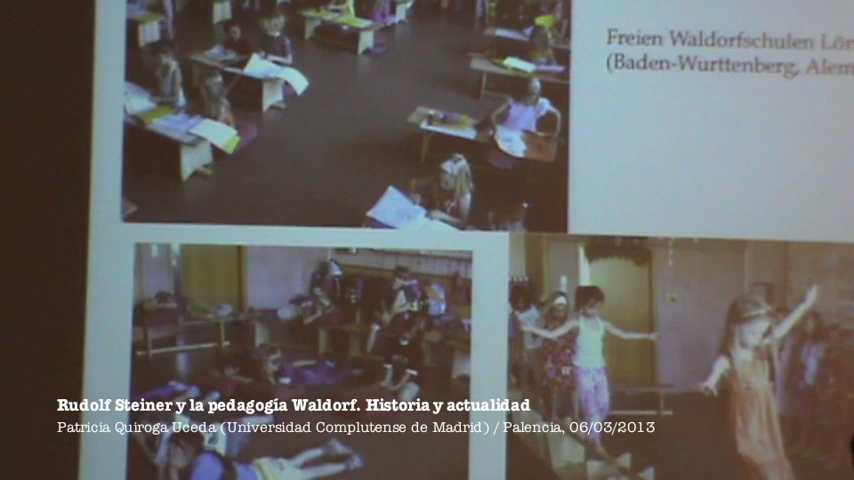 Freien Waldorfschulen
(Baden-Wurttenberg,
Rudolf Steiner y la pedagogía Waldorf. Historia y actualidad
Patricia Quiroga Uceda (Universidad Complutense de Madrid) / Palencia, 06/03/2013